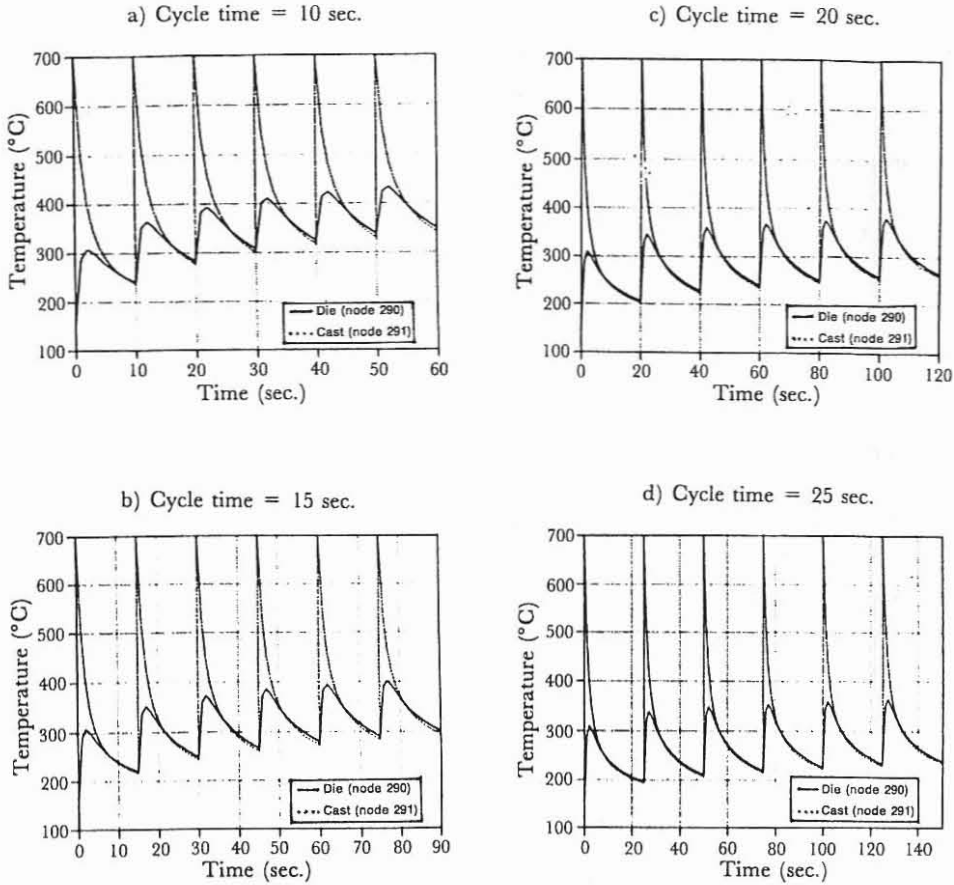 a) Cycle time = 10 sec.
700
600
500
400
300
200
100
Temperature (°C)
Die (node 290)
Cast (node 291)
0 10 20 30 40 50 60
Time (sec.)
c) Cycle time = 20 sec.
700
600
500
400
300
200
100
Temperature (°C)
Die (node 290)
Cast (node 291)
0 20 40 60 80 100 120
Time (sec.)
b) Cycle time = 15 sec.
700
600
500
400
300
200
100
Temperature (°C)
Die (node 290)
Cast (node 291)
0 10 20 30 40 50 60 70 80 90
Time (sec.)
d) Cycle time = 25 sec.
700
600
500
400
300
200
100
Temperature (°C)
Die (node 290)
Cast (node 291)
0 20 40 60 80 100 120 140
Time (sec.)